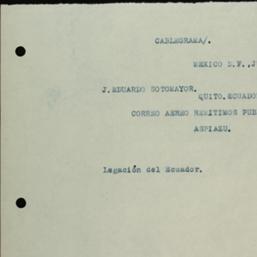 CABLEGRAMA/.
MEXICO D.F.,J
J.EDUARDO SOTOMAYOR.
QUITO.ECUADO
CORREO AEREO REMITIMOS PUB
ASPIAZU.
Legación del Ecuador.